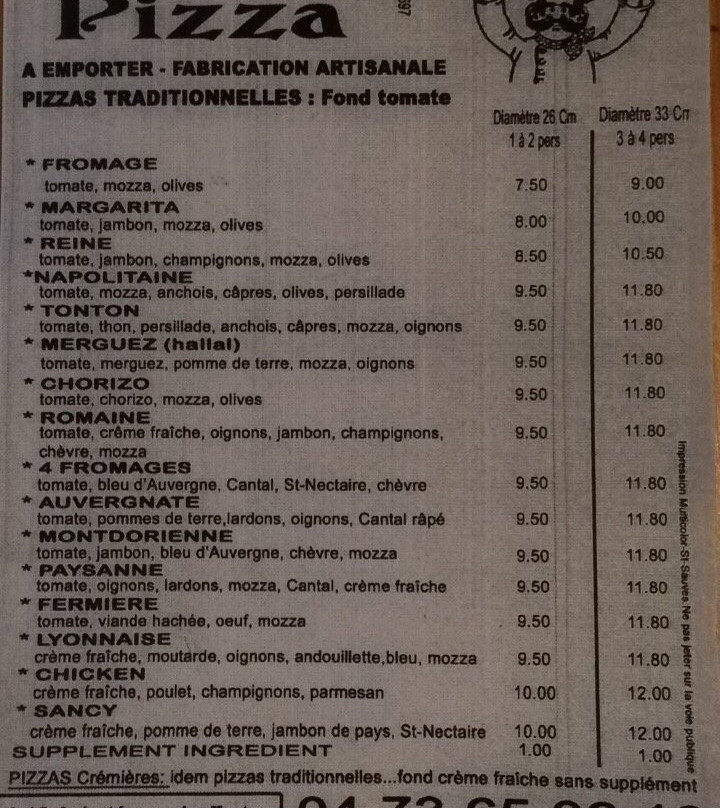 Pizza
A EMPORTER - FABRICATION ARTISANALE
PIZZAS TRADITIONNELLES : Fond tomate
Diamètre 26 Cm Diamètre 33 Cm
1 à 2 pers 3 à 4 pers
* FROMAGE
tomate, mozza, olives 7.50 9.00
* MARGARITA
tomate, jambon, mozza, olives 8.00 10.00
* REINE
tomate, jambon, champignons, mozza, olives 8.50 10.50
*NAPOLITAINE
tomate, mozza, anchois, câpres, olives, persillade 9.50 11.80
* TONTON
tomate, thon, persillade, anchois, câpres, mozza, oignons 9.50 11.80
* MERGUEZ (hallal)
tomate, merguez, pomme de terre, mozza, oignons 9.50 11.80
* CHORIZO
tomate, chorizo, mozza, olives 9.50 11.80
* ROMAINE
tomate, crême fraîche, oignons, jambon, champignons, 9.50 11.80
chèvre, mozza
* 4 FROMAGES
tomate, bleu d'Auvergne, Cantal, St-Nectaire, chèvre 9.50 11.80
* AUVERGNATE
tomate, pommes de terre,lardons, oignons, Cantal râpé 9.50 11.80
* MONTDORIENNE
tomate, jambon, bleu d'Auvergne, chèvre, mozza 9.50 11.80
* PAYSANNE
tomate, oignons, lardons, mozza, Cantal, crème fraîche 9.50 11.80
* FERMIERE
tomate, viande hachée, oeuf, mozza 9.50 11.80
* LYONNAISE
crème fraîche, moutarde, oignons, andouillette,bleu, mozza 9.50 11.80
* CHICKEN
crème fraîche, poulet, champignons, parmesan 10.00 12.00
* SANCY
crème fraîche, pomme de terre, jambon de pays, St-Nectaire 10.00 12.00
SUPPLEMENT INGREDIENT 1.00 1.00
PIZZAS Crémières: idem pizzas traditionnelles...fond crème fraîche sans supplément
Impression Multicolor-St-Sauves Ne pas jeter sur la voie publique